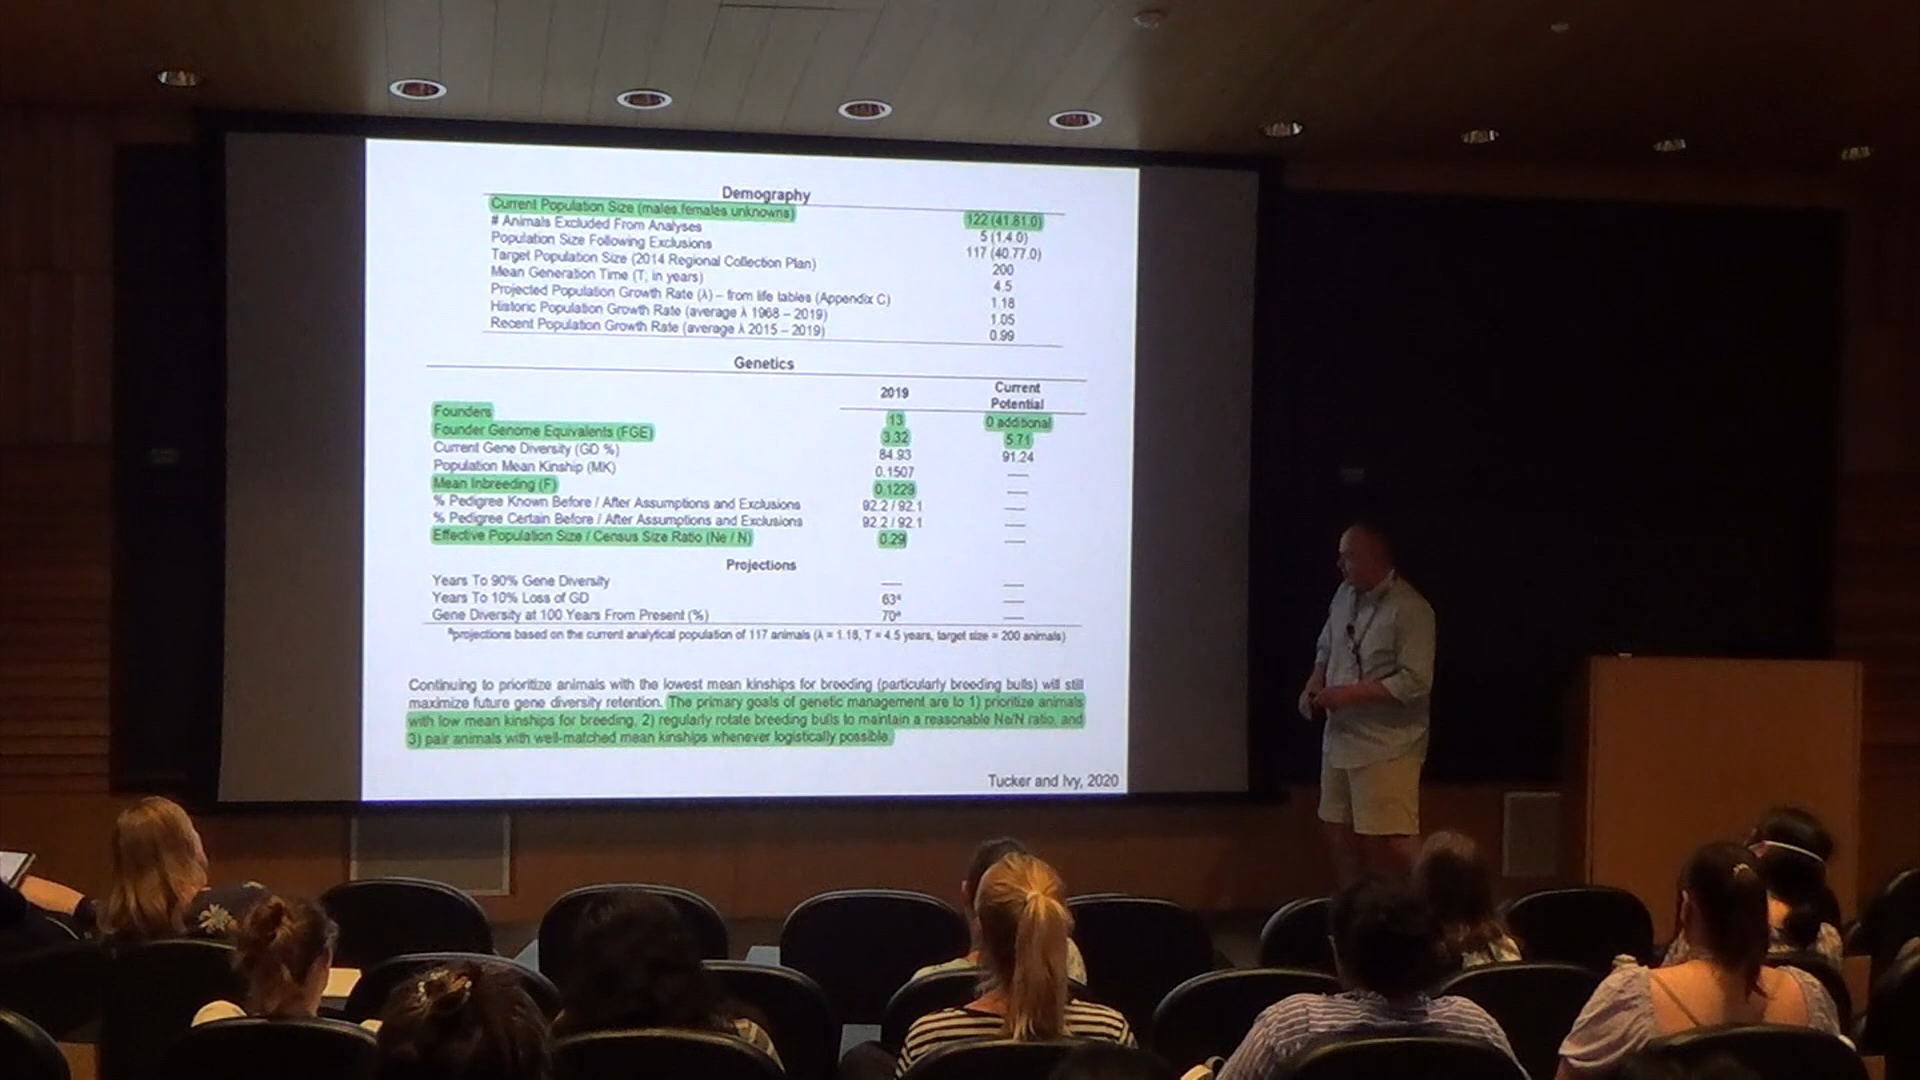 Demography
Current Population Size (males.females.unknowns) 122 (41.81.0)
# Animals Excluded From Analyses 5 (1.4.0)
Population Size Following Exclusions 117 (40.77.0)
Target Population Size (2014 Regional Collection Plan) 200
Mean Generation Time (T, in years) 4.5
Projected Population Growth Rate (λ) – from life tables (Appendix C) 1.18
Historic Population Growth Rate (average λ 1968 – 2019) 1.05
Recent Population Growth Rate (average λ 2015 – 2019) 0.99
Genetics
2019 Current
Potential
Founders 13 0 additional
Founder Genome Equivalents (FGE) 3.32 5.71
Current Gene Diversity (GD %) 84.93 91.24
Population Mean Kinship (MK) 0.1507 —
Mean Inbreeding (F) 0.1229 —
% Pedigree Known Before / After Assumptions and Exclusions 92.2 / 92.1 —
% Pedigree Certain Before / After Assumptions and Exclusions 92.2 / 92.1 —
Effective Population Size / Census Size Ratio (Ne / N) 0.29 —
Projections
Years To 90% Gene Diversity — —
Years To 10% Loss of GD 63ª —
Gene Diversity at 100 Years From Present (%) 70ª —
ªprojections based on the current analytical population of 117 animals (λ = 1.18, T = 4.5 years, target size = 200 animals)
Continuing to prioritize animals with the lowest mean kinships for breeding (particularly breeding bulls) will still
maximize future gene diversity retention. The primary goals of genetic management are to 1) prioritize animals
with low mean kinships for breeding, 2) regularly rotate breeding bulls to maintain a reasonable Ne/N ratio, and
3) pair animals with well-matched mean kinships whenever logistically possible.
Tucker and Ivy, 2020